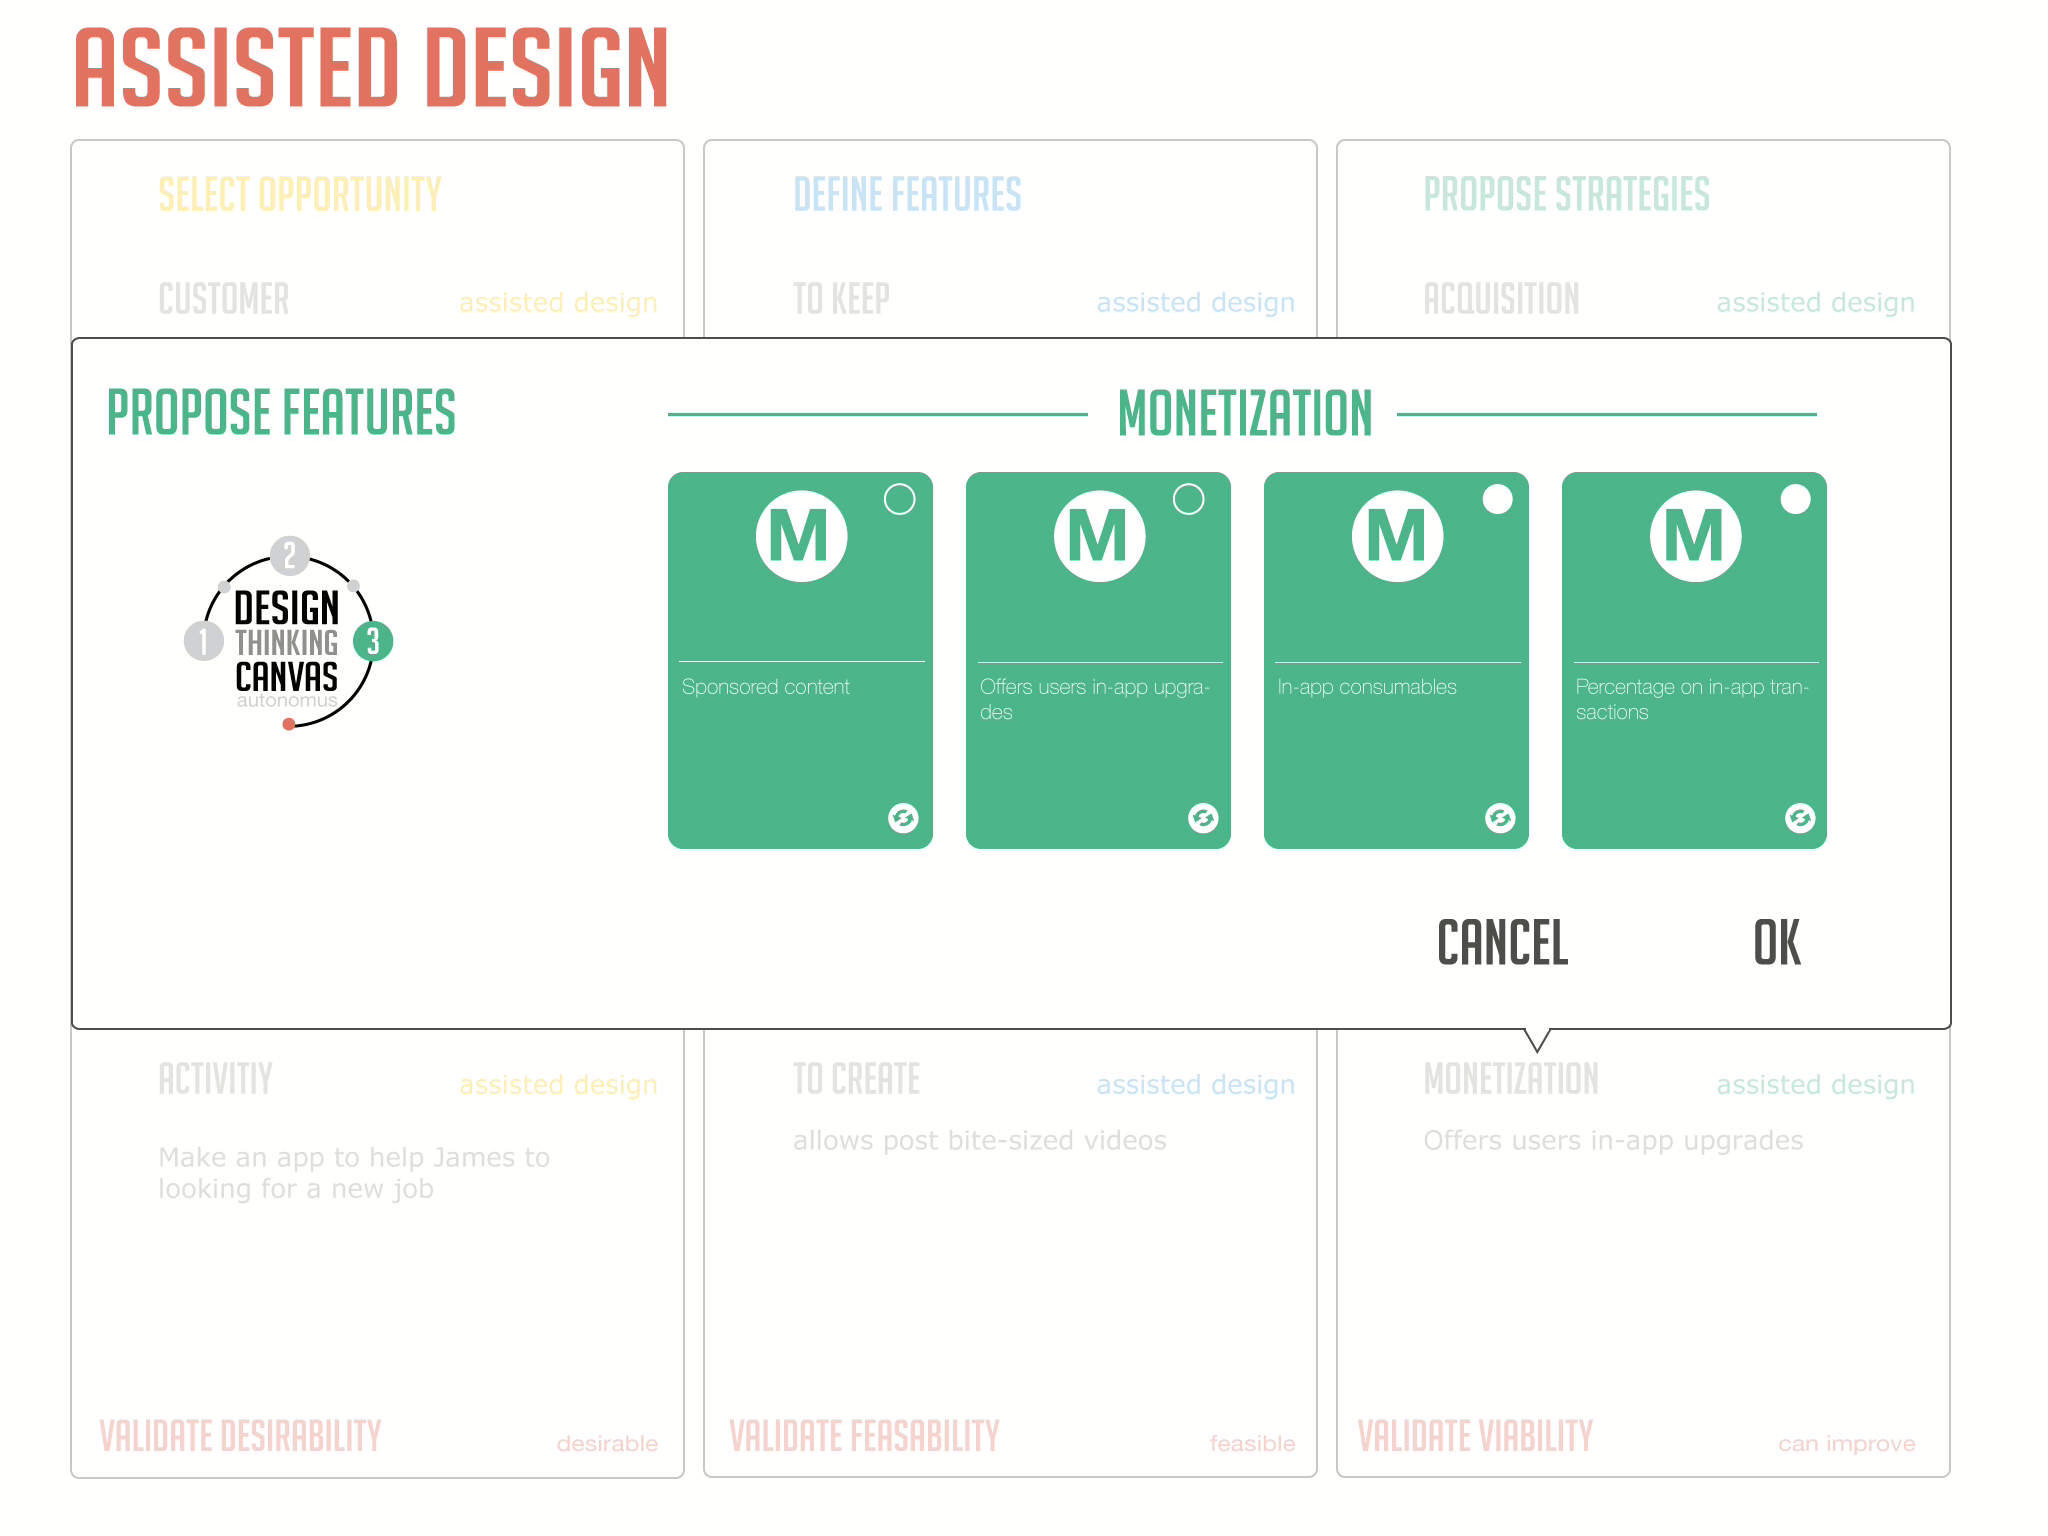 ASSISTED DESIGN
SELECT OPPORTUNITY
DEFINE FEATURES
PROPOSE STRATEGIES
CUSTOMER
assisted design
TO KEEP
assisted design
ACQUISITION
assisted design
PROPOSE FEATURES
MONETIZATION
1
2
3
DESIGN
THINKING
CANVAS
autonomus
M
Sponsored content
M
Offers users in-app upgra-
des
M
In-app consumables
M
Percentage on in-app tran-
sactions
CANCEL
OK
ACTIVITIY
assisted design
Make an app to help James to
looking for a new job
TO CREATE
assisted design
allows post bite-sized videos
MONETIZATION
assisted design
Offers users in-app upgrades
VALIDATE DESIRABILITY
desirable
VALIDATE FEASABILITY
feasible
VALIDATE VIABILITY
can improve